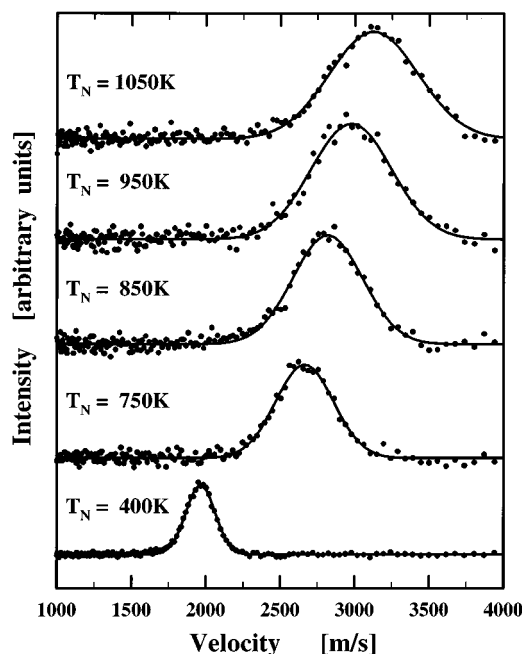 T_N = 1050K
T_N = 950K
T_N = 850K
T_N = 750K
T_N = 400K
Intensity [arbitrary units]
1000 1500 2000 2500 3000 3500 4000
Velocity [m/s]